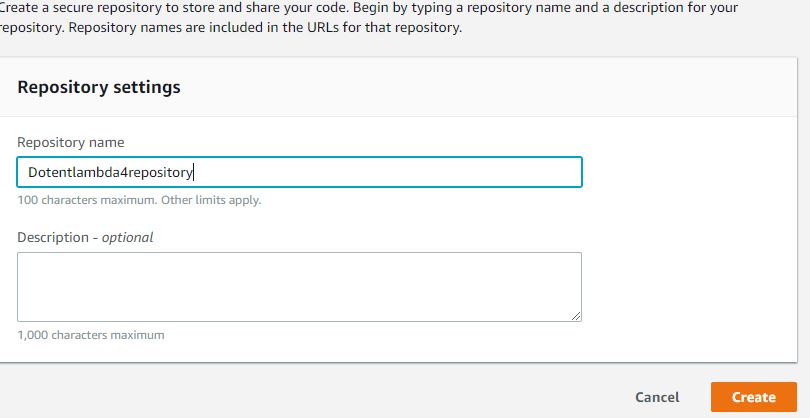 Create a secure repository to store and share your code. Begin by typing a repository name and a description for your
repository. Repository names are included in the URLs for that repository.
Repository settings
Repository name
Dotentlambda4repository
100 characters maximum. Other limits apply.
Description - optional
1,000 characters maximum
Cancel
Create